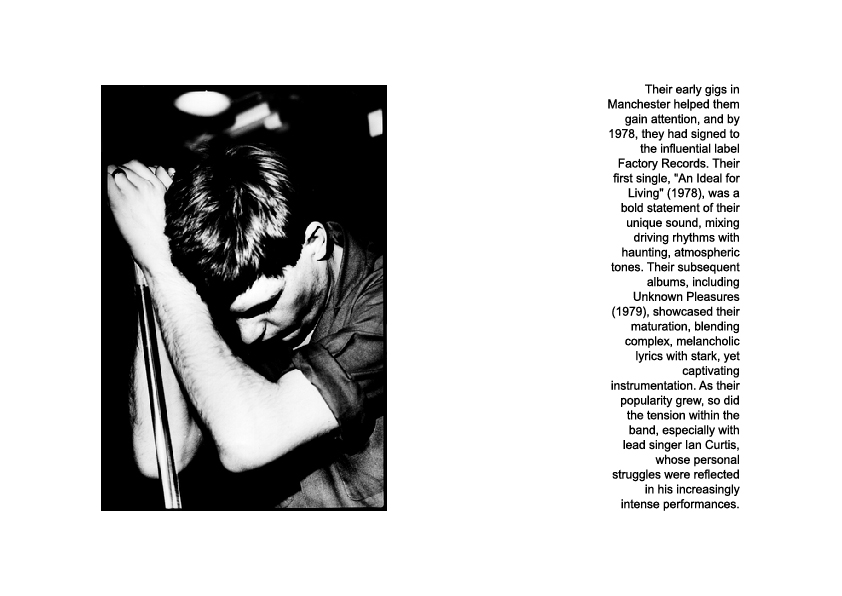 Their early gigs in
Manchester helped them
gain attention, and by
1978, they had signed to
the influential label
Factory Records. Their
first single, "An Ideal for
Living" (1978), was a
bold statement of their
unique sound, mixing
driving rhythms with
haunting, atmospheric
tones. Their subsequent
albums, including
Unknown Pleasures
(1979), showcased their
maturation, blending
complex, melancholic
lyrics with stark, yet
captivating
instrumentation. As their
popularity grew, so did
the tension within the
band, especially with
lead singer Ian Curtis,
whose personal
struggles were reflected
in his increasingly
intense performances.